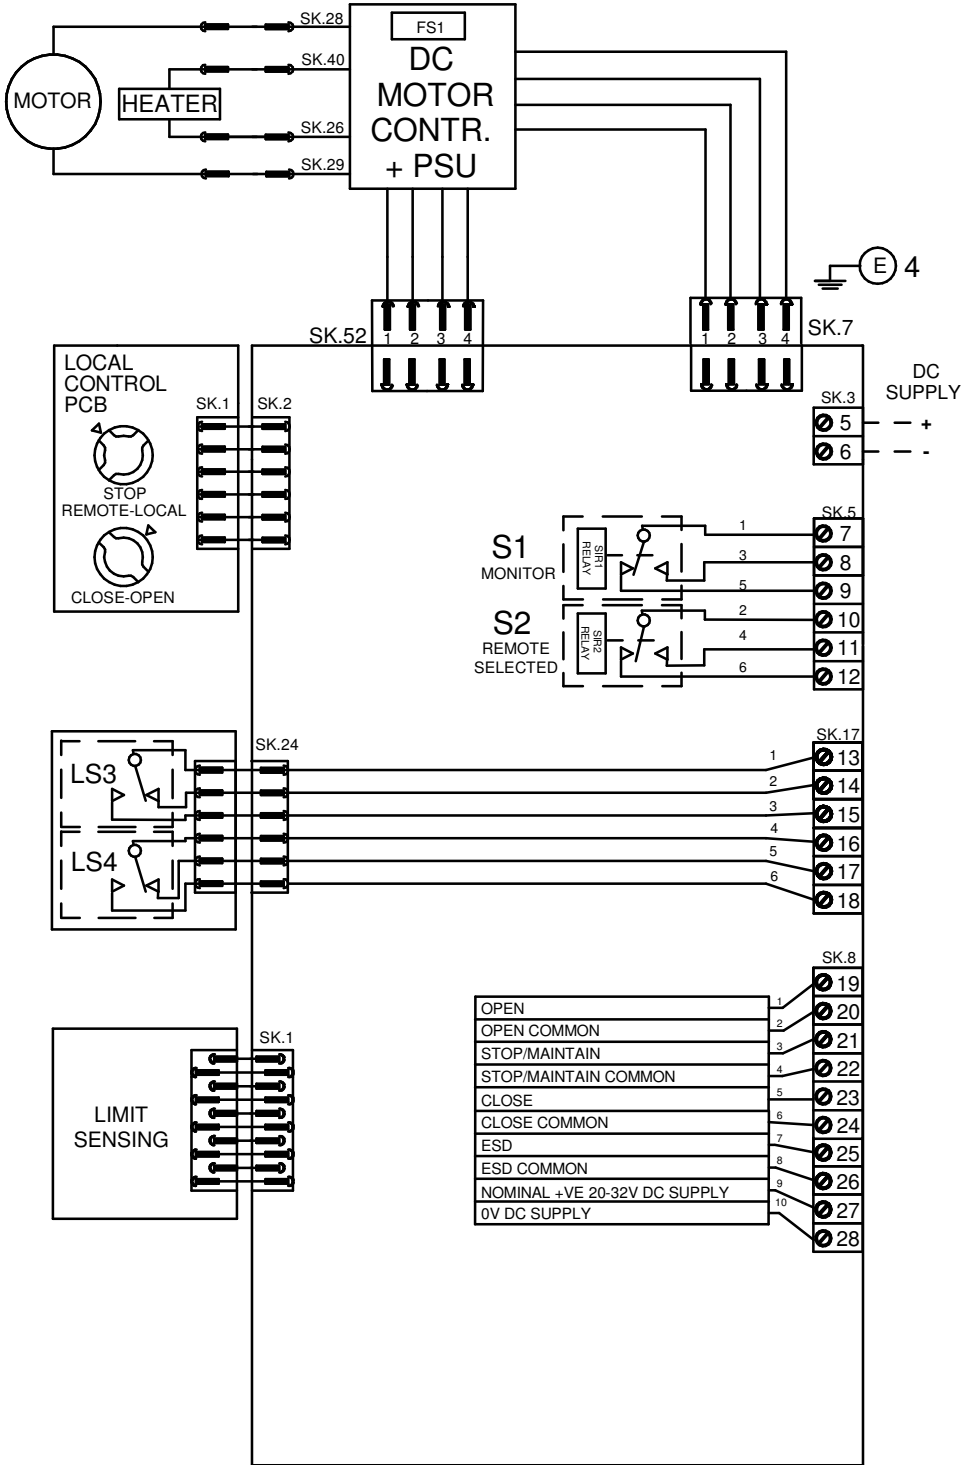 SK.28
FS1
SK.40
DC
MOTOR
CONTR.
+ PSU
MOTOR
HEATER
SK.26
SK.29
E 4
SK.52
1 2 3 4
1 2 3 4
SK.7
LOCAL
CONTROL
PCB
SK.1
SK.2
STOP
REMOTE-LOCAL
CLOSE-OPEN
DC
SUPPLY
SK.3
5 +
6 -
SK.5
S1
MONITOR
SIR1
RELAY
1
7
3
8
5
9
S2
REMOTE
SELECTED
SIR2
RELAY
2
10
4
11
6
12
LS3
LS4
SK.24
SK.17
1
13
2
14
3
15
4
16
5
17
6
18
SK.8
19
OPEN 1
20
OPEN COMMON 2
21
STOP/MAINTAIN 3
22
STOP/MAINTAIN COMMON 4
23
CLOSE 5
24
CLOSE COMMON 6
25
ESD 7
26
ESD COMMON 8
27
NOMINAL +VE 20-32V DC SUPPLY 9
28
0V DC SUPPLY 10
LIMIT
SENSING
SK.1